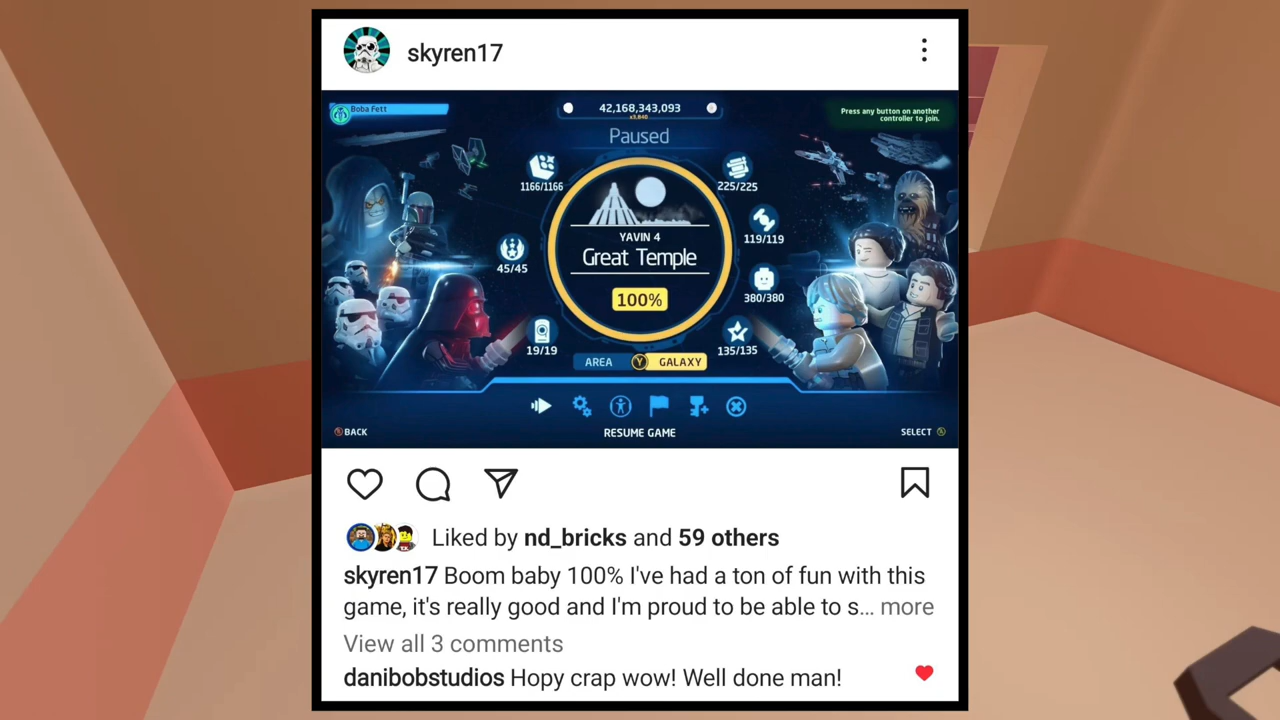 skyren17
Boba Fett
42,168,343,093
x3,840
Press any button on another
controller to join.
Paused
1166/1166
225/225
YAVIN 4
119/119
Great Temple
45/45
380/380
100%
19/19
135/135
AREA Y GALAXY
BACK
RESUME GAME
SELECT
Liked by nd_bricks and 59 others
skyren17 Boom baby 100% I've had a ton of fun with this
game, it's really good and I'm proud to be able to s... more
View all 3 comments
danibobstudios Hopy crap wow! Well done man!